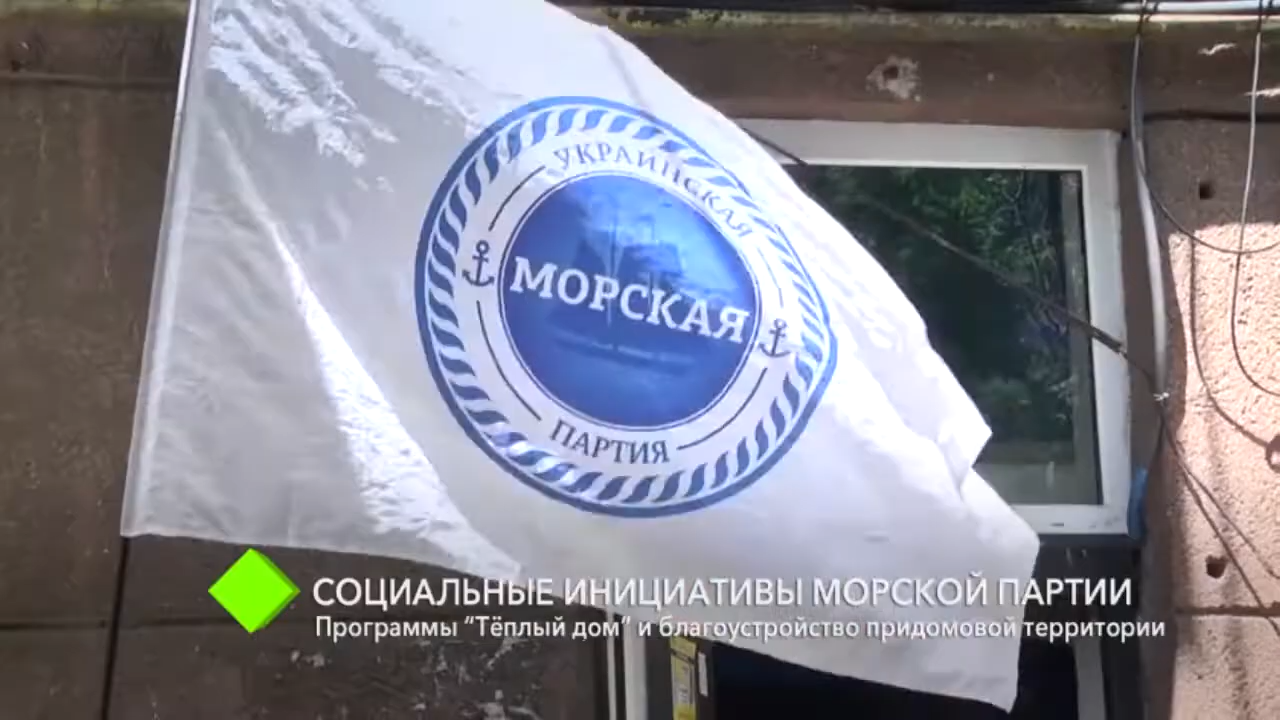 УКРАИНСКАЯ
МОРСКАЯ
ПАРТИЯ
СОЦИАЛЬНЫЕ ИНИЦИАТИВЫ МОРСКОЙ ПАРТИИ
Программы “Тёплый дом” и благоустройство придомовой территории